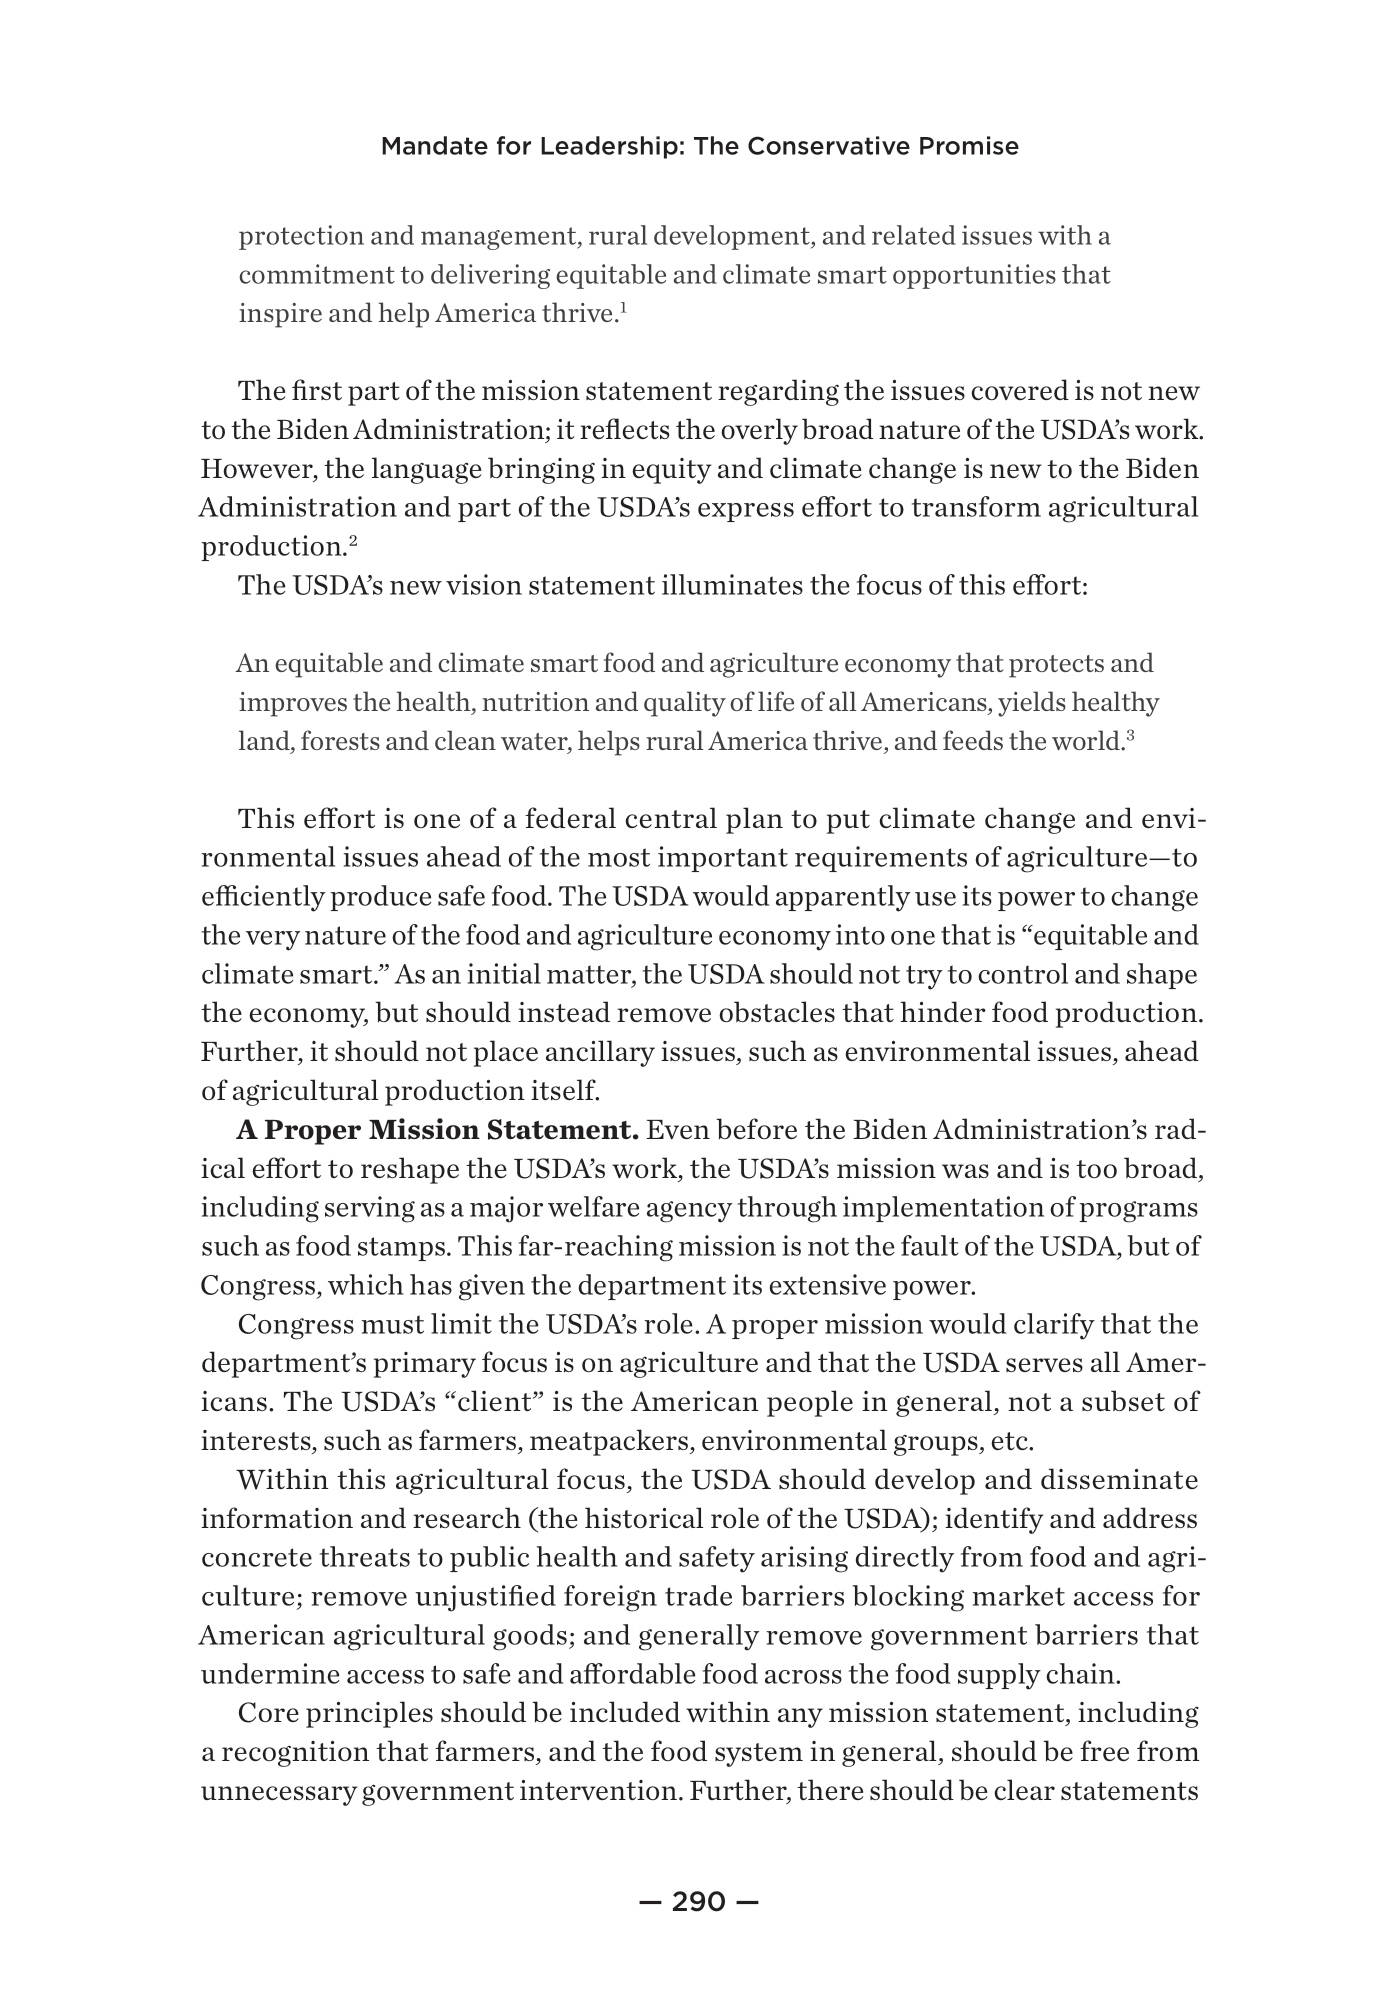 Mandate for Leadership: The Conservative Promise
protection and management, rural development, and related issues with a
commitment to delivering equitable and climate smart opportunities that
inspire and help America thrive.¹
The first part of the mission statement regarding the issues covered is not new
to the Biden Administration; it reflects the overly broad nature of the USDA’s work.
However, the language bringing in equity and climate change is new to the Biden
Administration and part of the USDA’s express effort to transform agricultural
production.²
The USDA’s new vision statement illuminates the focus of this effort:
An equitable and climate smart food and agriculture economy that protects and
improves the health, nutrition and quality of life of all Americans, yields healthy
land, forests and clean water, helps rural America thrive, and feeds the world.³
This effort is one of a federal central plan to put climate change and envi-
ronmental issues ahead of the most important requirements of agriculture—to
efficiently produce safe food. The USDA would apparently use its power to change
the very nature of the food and agriculture economy into one that is “equitable and
climate smart.” As an initial matter, the USDA should not try to control and shape
the economy, but should instead remove obstacles that hinder food production.
Further, it should not place ancillary issues, such as environmental issues, ahead
of agricultural production itself.
A Proper Mission Statement. Even before the Biden Administration’s rad-
ical effort to reshape the USDA’s work, the USDA’s mission was and is too broad,
including serving as a major welfare agency through implementation of programs
such as food stamps. This far-reaching mission is not the fault of the USDA, but of
Congress, which has given the department its extensive power.
Congress must limit the USDA’s role. A proper mission would clarify that the
department’s primary focus is on agriculture and that the USDA serves all Amer-
icans. The USDA’s “client” is the American people in general, not a subset of
interests, such as farmers, meatpackers, environmental groups, etc.
Within this agricultural focus, the USDA should develop and disseminate
information and research (the historical role of the USDA); identify and address
concrete threats to public health and safety arising directly from food and agri-
culture; remove unjustified foreign trade barriers blocking market access for
American agricultural goods; and generally remove government barriers that
undermine access to safe and affordable food across the food supply chain.
Core principles should be included within any mission statement, including
a recognition that farmers, and the food system in general, should be free from
unnecessary government intervention. Further, there should be clear statements
— 290 —